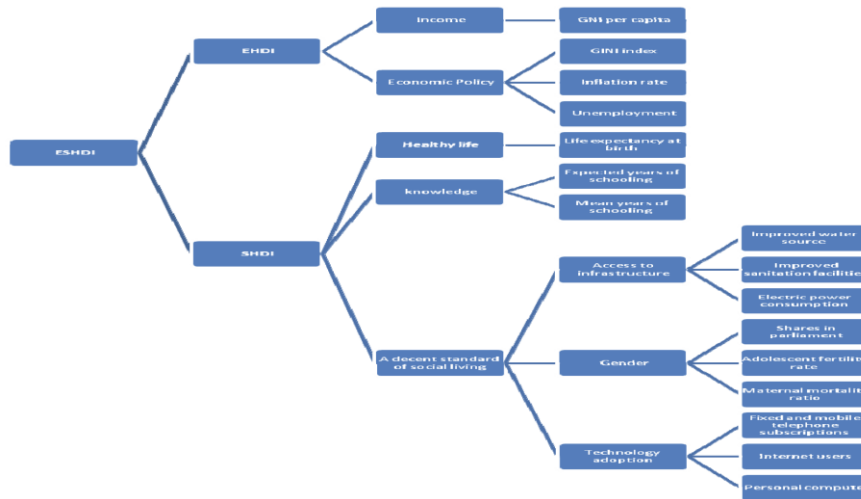 EHDI
Income
GNI per capita
GINI index
Economic Policy
Inflation rate
Unemployment
ESHDI
Healthy life
Life expectancy at
birth
knowledge
Expected years of
schooling
Mean years of
schooling
SHDI
Access to
infrastructure
Improved water
source
Improved
sanitation facilitie
Electric power
consumption
A decent standard
of social living
Gender
Shares in
parliament
Adolescent fertilit
rate
Maternal mortalit
ratio
Technology
adoption
Fixed and mobile
telephone
subscriptions
Internet users
Personal compute